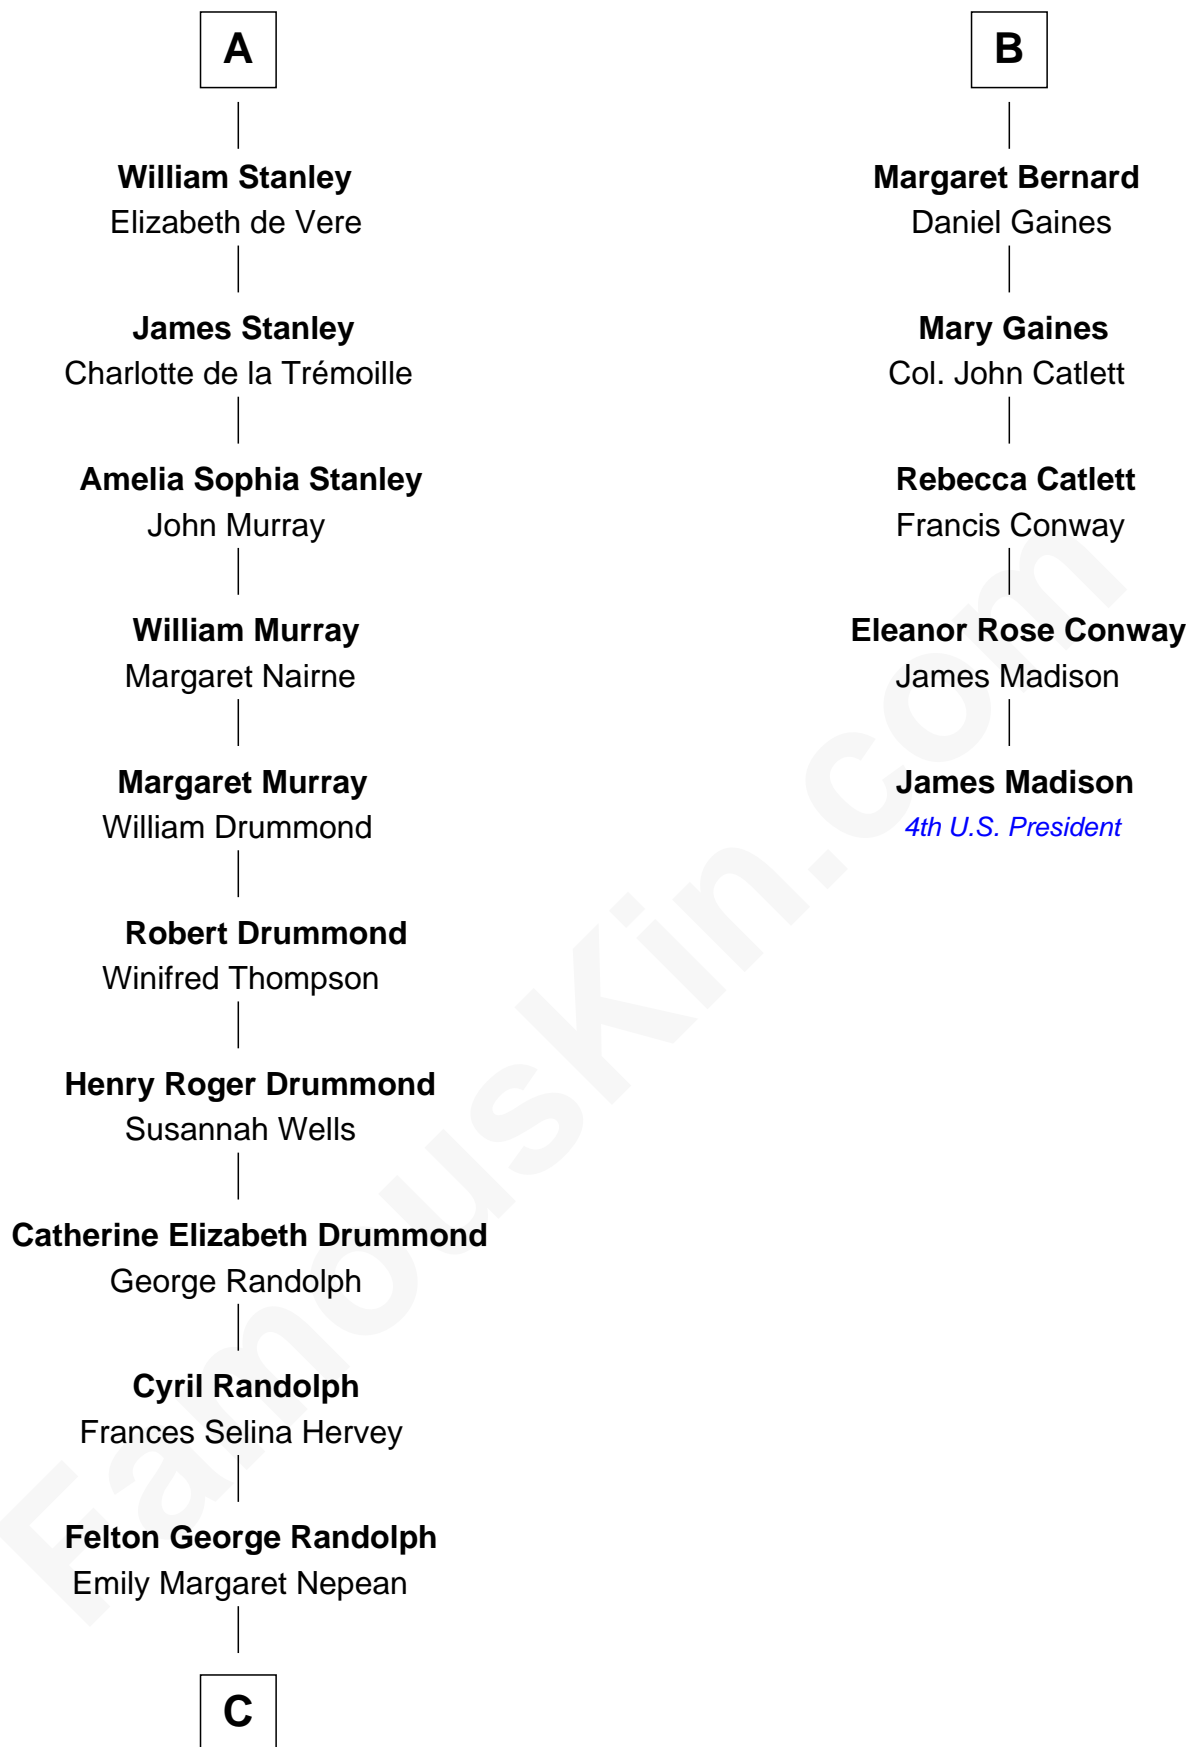 A
William Stanley
Elizabeth de Vere
James Stanley
Charlotte de la Trémoille
Amelia Sophia Stanley
John Murray
William Murray
Margaret Nairne
Margaret Murray
William Drummond
Robert Drummond
Winifred Thompson
Henry Roger Drummond
Susannah Wells
Catherine Elizabeth Drummond
George Randolph
Cyril Randolph
Frances Selina Hervey
Felton George Randolph
Emily Margaret Nepean
C
B
Margaret Bernard
Daniel Gaines
Mary Gaines
Col. John Catlett
Rebecca Catlett
Francis Conway
Eleanor Rose Conway
James Madison
James Madison
4th U.S. President
FamousKin.com